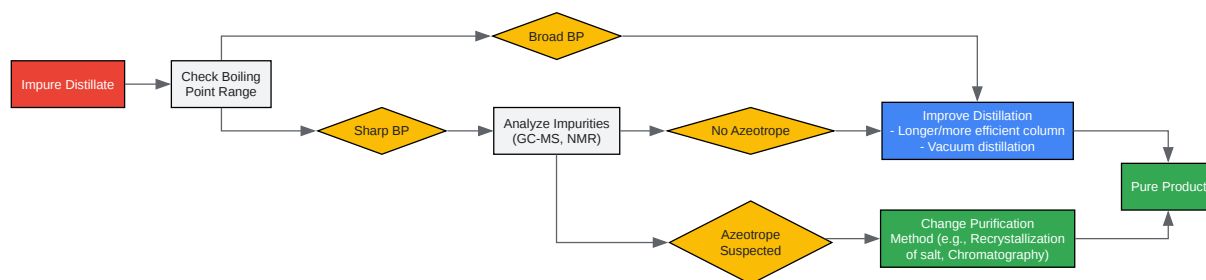 Impure Distillate
Check Boiling
Point Range
Broad BP
Sharp BP
Analyze Impurities
(GC-MS, NMR)
No Azeotrope
Azeotrope
Suspected
Improve Distillation
- Longer/more efficient column
- Vacuum distillation
Change Purification
Method (e.g., Recrystallization
of salt, Chromatography)
Pure Product